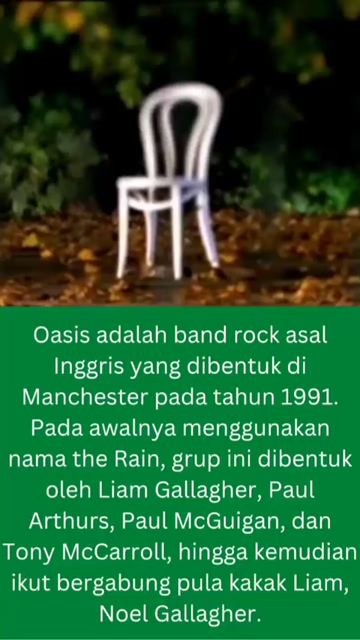 Oasis adalah band rock asal
Inggris yang dibentuk di
Manchester pada tahun 1991.
Pada awalnya menggunakan
nama the Rain, grup ini dibentuk
oleh Liam Gallagher, Paul
Arthurs, Paul McGuigan, dan
Tony McCarroll, hingga kemudian
ikut bergabung pula kakak Liam,
Noel Gallagher.